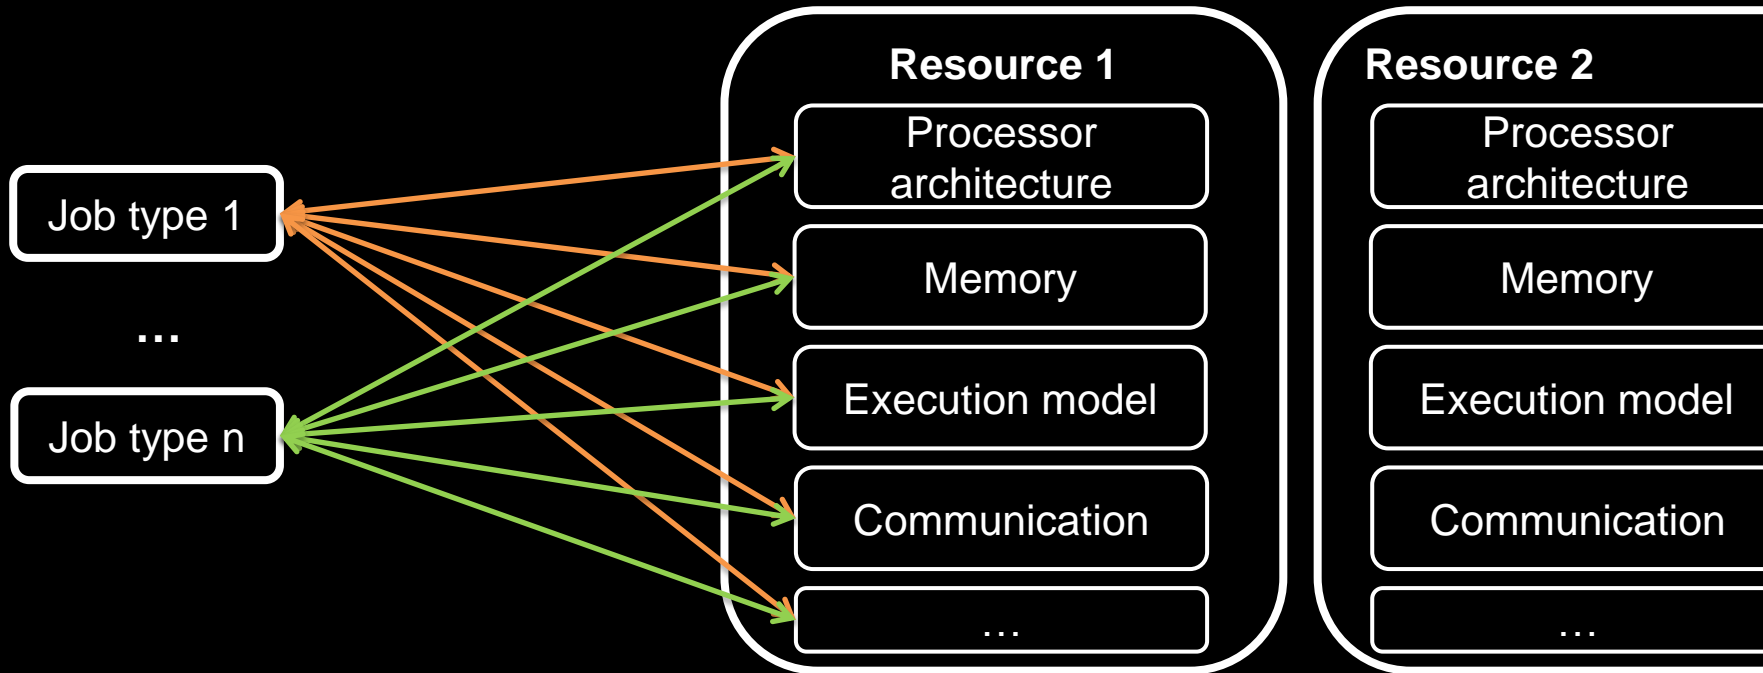 Job type 1
...
Job type n
Resource 1
Processor
architecture
Memory
Execution model
Communication
...
Resource 2
Processor
architecture
Memory
Execution model
Communication
...